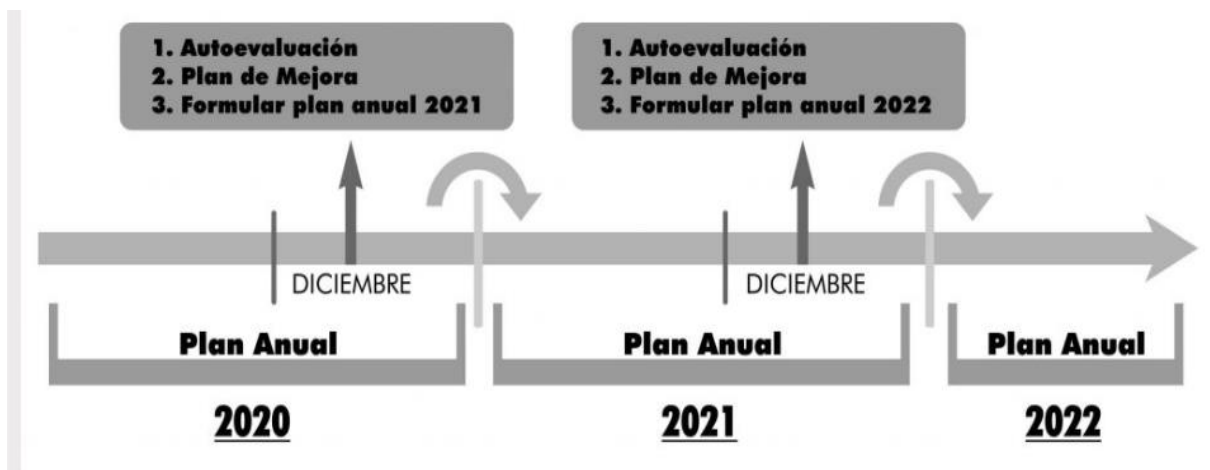 1. Autoevaluación
2. Plan de Mejora
3. Formular plan anual 2021
1. Autoevaluación
2. Plan de Mejora
3. Formular plan anual 2022
DICIEMBRE
DICIEMBRE
Plan Anual
Plan Anual
Plan Anual
2020
2021
2022